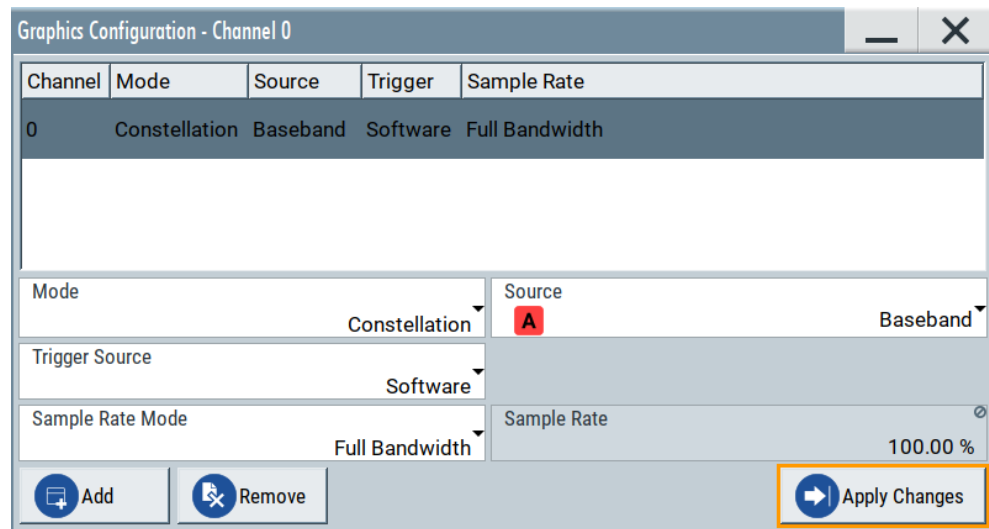 Graphics Configuration - Channel 0
Channel Mode Source Trigger Sample Rate
0 Constellation Baseband Software Full Bandwidth
Mode
Constellation
Source
A Baseband
Trigger Source
Software
Sample Rate Mode
Full Bandwidth
Sample Rate
100.00 %
Add Remove Apply Changes